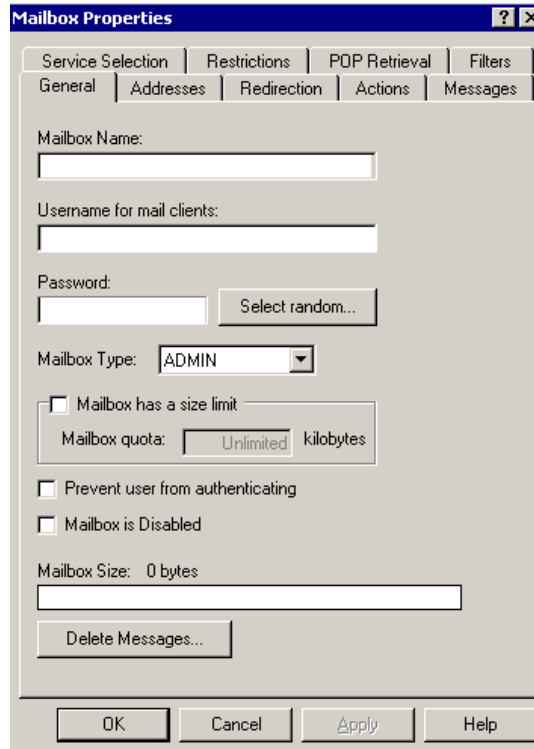 Mailbox Properties
Service Selection Restrictions POP Retrieval Filters
General Addresses Redirection Actions Messages
Mailbox Name:
Username for mail clients:
Password:
Select random...
Mailbox Type: ADMIN
Mailbox has a size limit
Mailbox quota: Unlimited kilobytes
Prevent user from authenticating
Mailbox is Disabled
Mailbox Size: 0 bytes
Delete Messages...
OK Cancel Apply Help